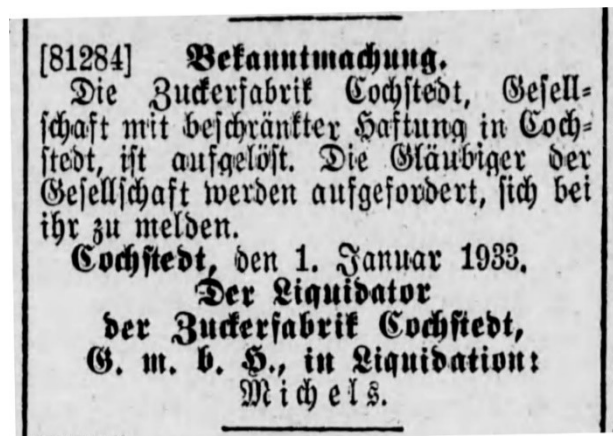 [81284] Bekanntmachung.
Die Zuckerfabrik Cochstedt, Gesell-
schaft mit beschränkter Haftung in Coch-
stedt, ist aufgelöst. Die Gläubiger der
Gesellschaft werden aufgefordert, sich bei
ihr zu melden.
Cochstedt, den 1. Januar 1933.
Der Liquidator
der Zuckerfabrik Cochstedt,
G. m. b. H., in Liquidation:
Michels.